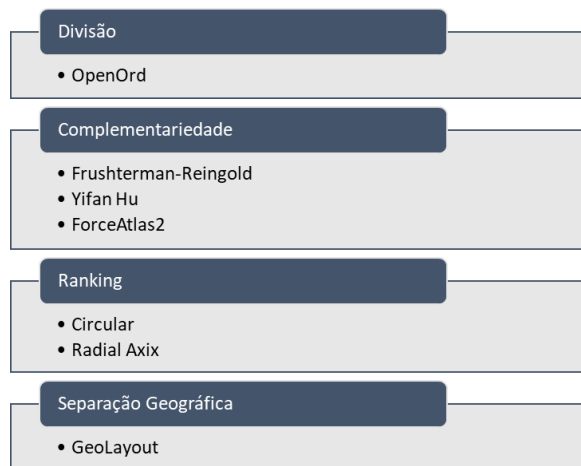 Divisão
• OpenOrd
Complementariedade
• Frushterman-Reingold
• Yifan Hu
• ForceAtlas2
Ranking
• Circular
• Radial Axix
Separação Geográfica
• GeoLayout